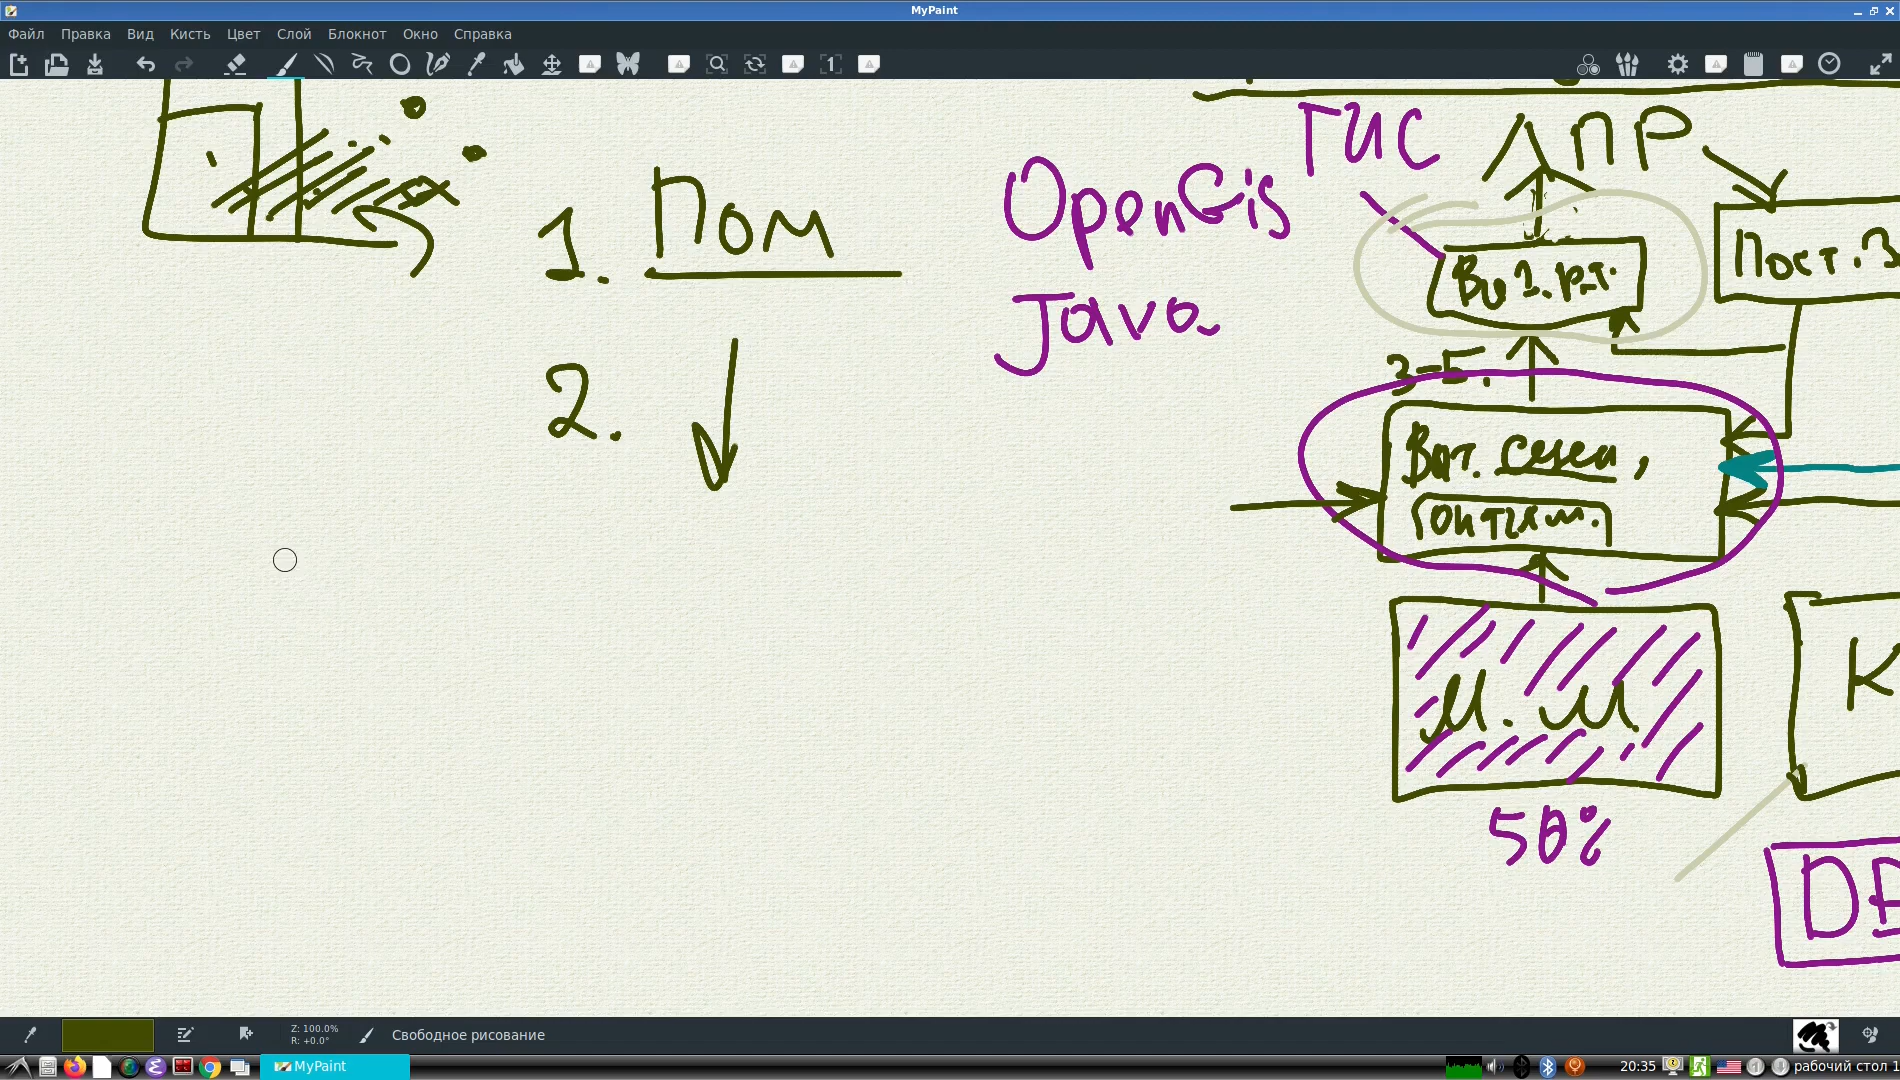 MyPaint
Файл Правка Вид Кисть Цвет Слой Блокнот Окно Справка
1. Пом
2.
OpenGis
Java
ГИС
ПР
Пост. З
3-5.
М.М.
50%
К
Z: 100.0%
R: +0.0°
Свободное рисование
MyPaint
20:35
рабочий стол 1